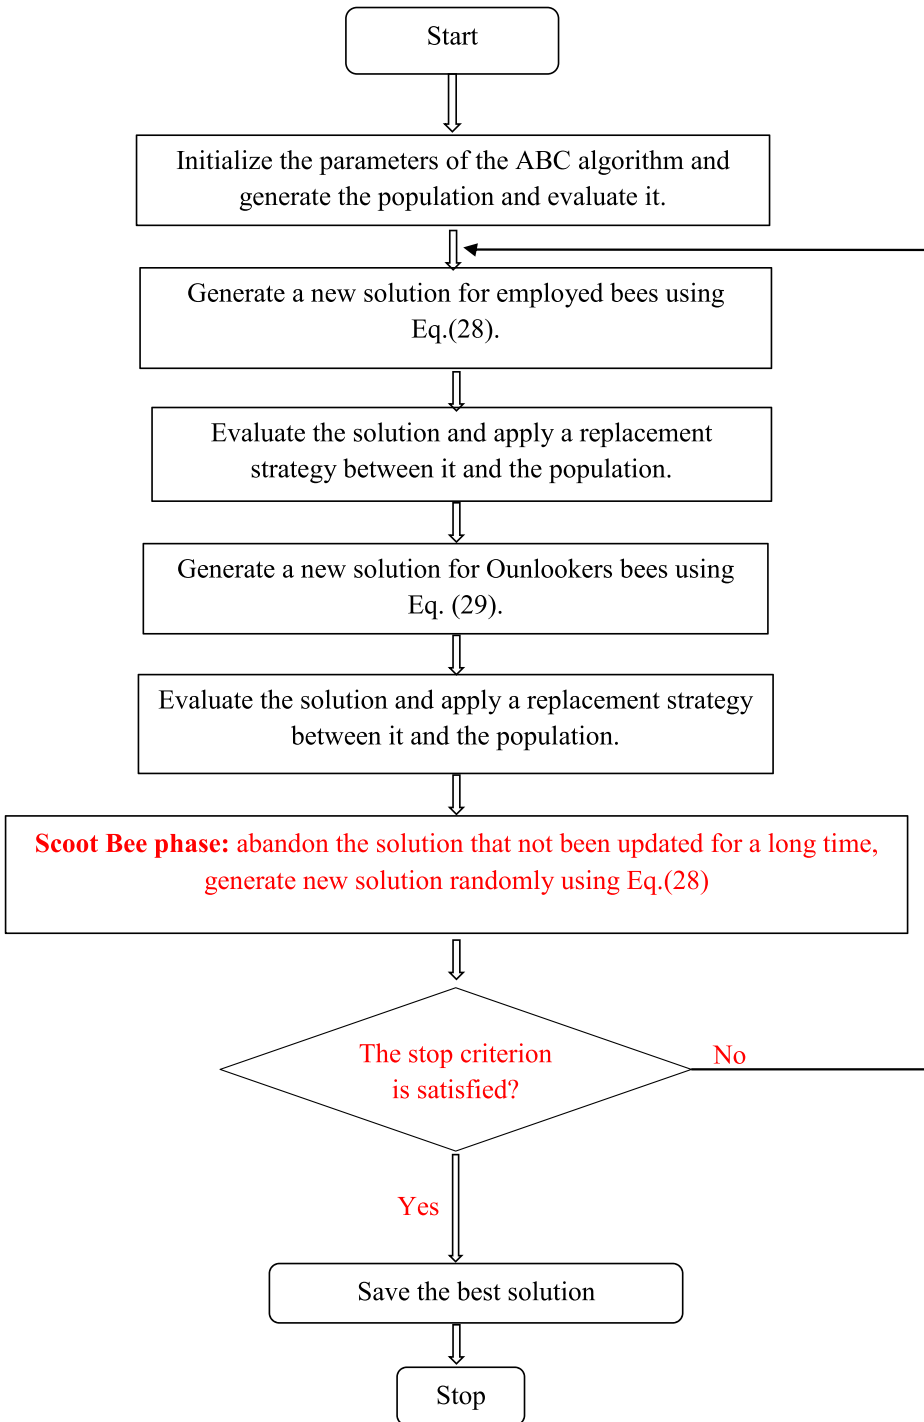 Start
Initialize the parameters of the ABC algorithm and
generate the population and evaluate it.
Generate a new solution for employed bees using
Eq.(28).
Evaluate the solution and apply a replacement
strategy between it and the population.
Generate a new solution for Ounlookers bees using
Eq. (29).
Evaluate the solution and apply a replacement strategy
between it and the population.
Scoot Bee phase: abandon the solution that not been updated for a long time,
generate new solution randomly using Eq.(28)
The stop criterion
is satisfied?
No
Yes
Save the best solution
Stop